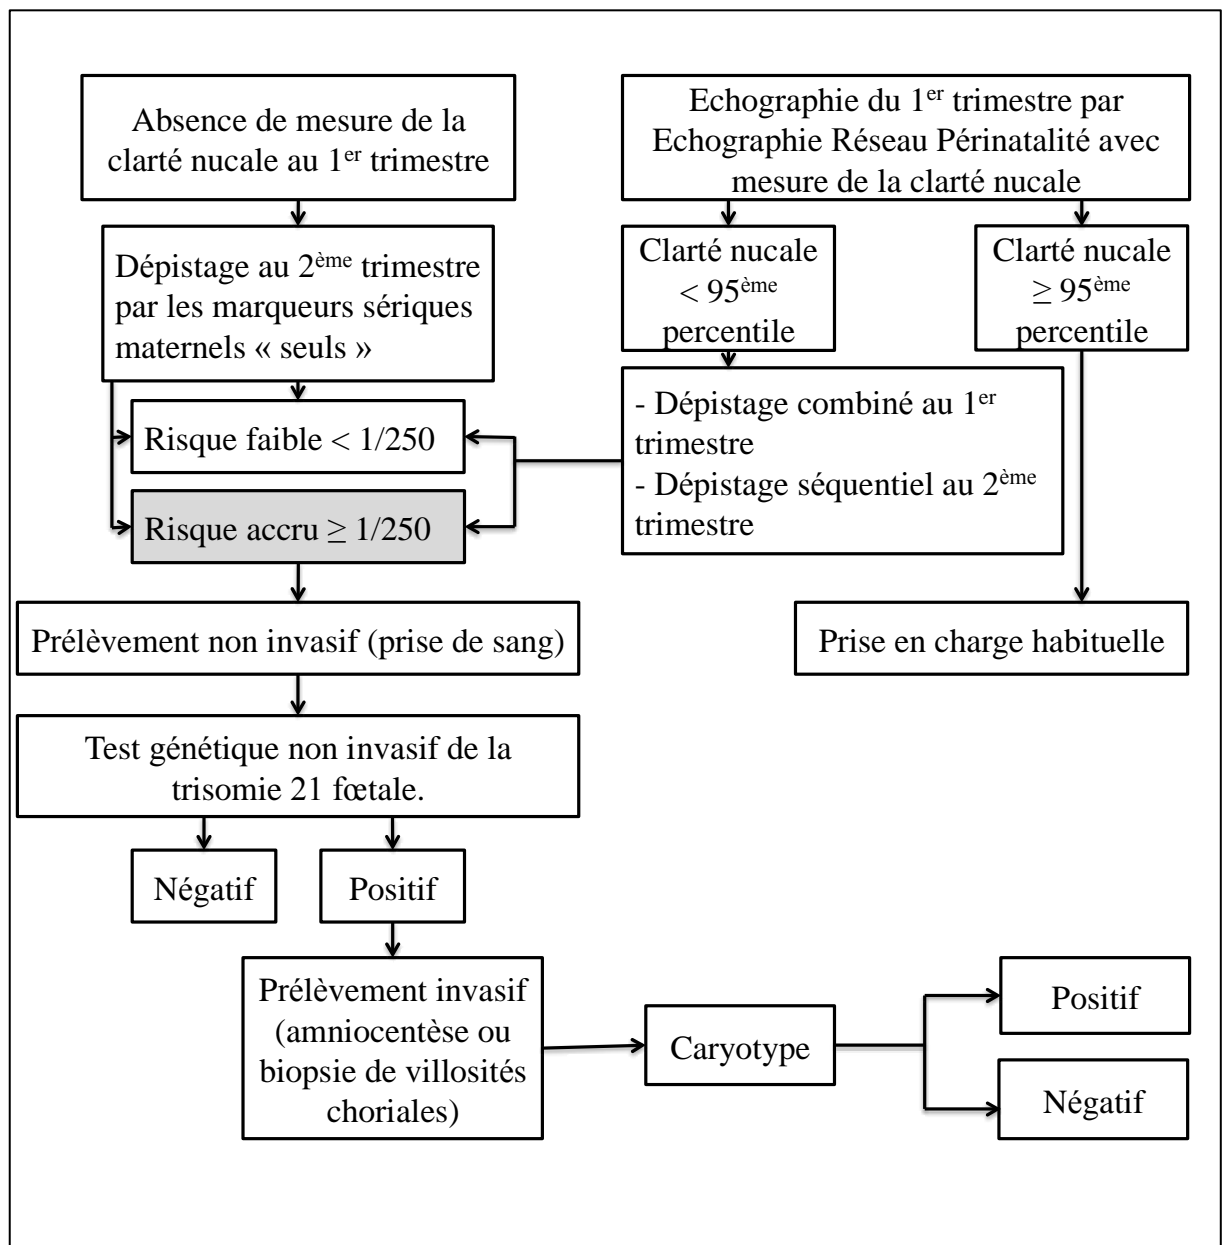 Absence de mesure de la
clarté nucale au 1er trimestre
Echographie du 1er trimestre par
Echographie Réseau Périnatalité avec
mesure de la clarté nucale
Dépistage au 2ème trimestre
par les marqueurs sériques
maternels « seuls »
Clarté nucale
< 95ème
percentile
Clarté nucale
≥ 95ème
percentile
Risque faible < 1/250
Risque accru ≥ 1/250
- Dépistage combiné au 1er
trimestre
- Dépistage séquentiel au 2ème
trimestre
Prélèvement non invasif (prise de sang)
Prise en charge habituelle
Test génétique non invasif de la
trisomie 21 fœtale.
Négatif
Positif
Prélèvement invasif
(amniocentèse ou
biopsie de villosités
choriales)
Caryotype
Positif
Négatif